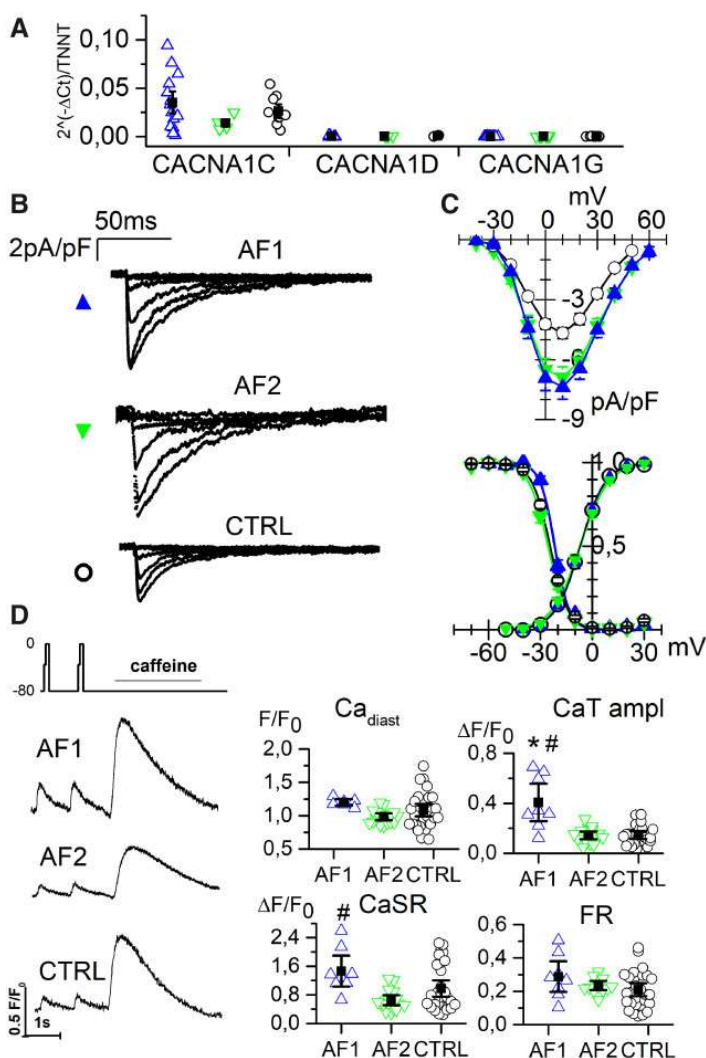 A
2^(-ΔCt)/TNNT
0,10
0,05
0,00
CACNA1C CACNA1D CACNA1G
B
50ms
2pA/pF
AF1
AF2
CTRL
C
mV
-30 0 30 60
-3
-6
-9
pA/pF
1,0
0,5
-60 -30 0 mV
D
0
-80
caffeine
AF1
AF2
CTRL
0.5 F/F0
1s
F/F0
Ca diast
2,0
1,5
1,0
0,5
AF1 AF2 CTRL
CaT ampl
ΔF/F0
0,8
0,4
0,0
* #
AF1 AF2 CTRL
CaSR
ΔF/F0
2,4
1,6
0,8
0,0
#
AF1 AF2 CTRL
FR
0,6
0,4
0,2
0,0
AF1 AF2 CTRL